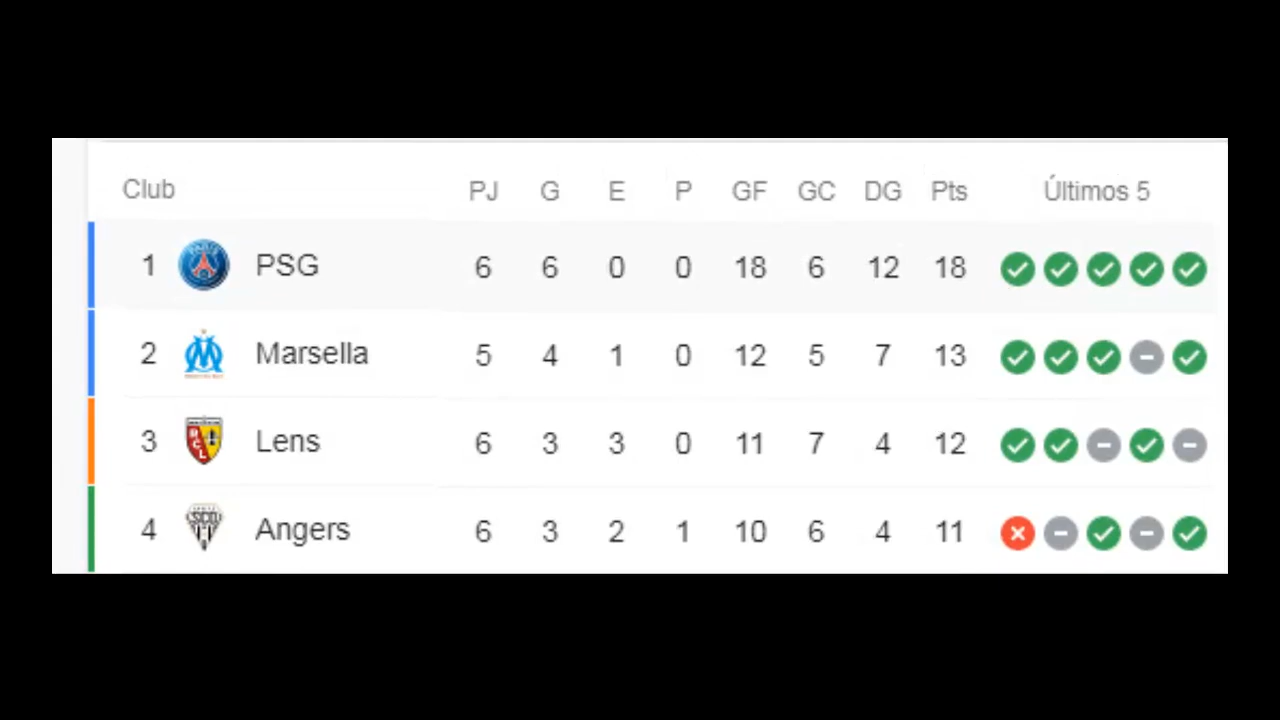 Club PJ G E P GF GC DG Pts Últimos 5
1 PSG 6 6 0 0 18 6 12 18
2 Marsella 5 4 1 0 12 5 7 13
3 Lens 6 3 3 0 11 7 4 12
4 SCO Angers 6 3 2 1 10 6 4 11